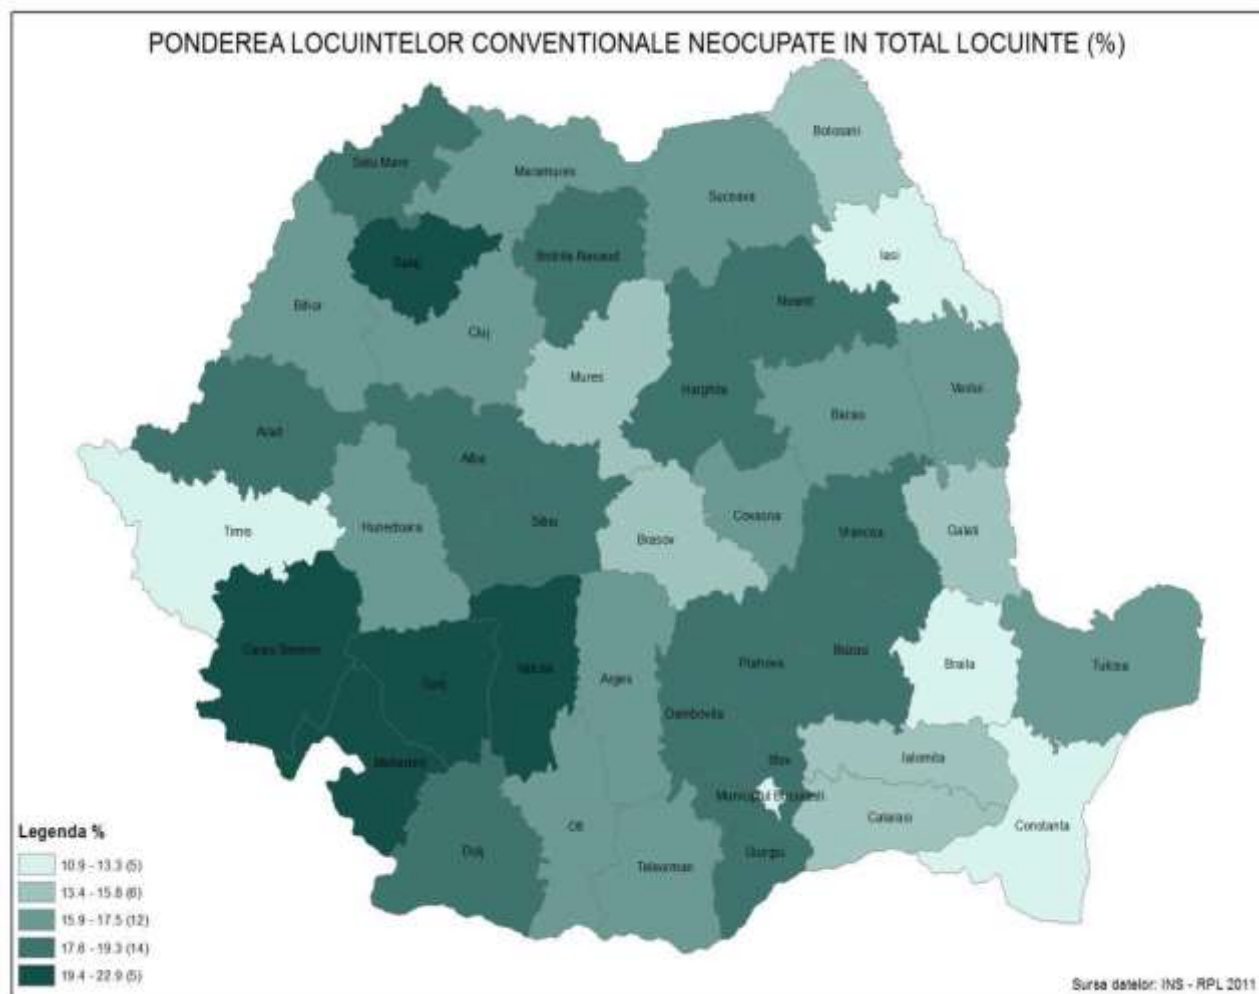 PONDEREA LOCUINTELOR CONVENTIONALE NEOCUPATE IN TOTAL LOCUINTE (%)
Botosani
Satu Mare
Maramures
Suceava
Iasi
Salaj
Bistrita-Nasaud
Neamt
Bihor
Cluj
Mures
Harghita
Bacau
Vaslui
Arad
Alba
Sibiu
Timis
Hunedoara
Brasov
Covasna
Vrancea
Galati
Caras-Severin
Gorj
Valcea
Arges
Prahova
Buzau
Braila
Tulcea
Dambovita
Mehedinti
Ilfov
Ialomita
Municipiul Bucuresti
Calarasi
Constanta
Dolj
Olt
Teleorman
Giurgiu
Legenda %
10.9 - 13.3 (5)
13.4 - 15.8 (6)
15.9 - 17.5 (12)
17.6 - 19.3 (14)
19.4 - 22.9 (5)
Sursa datelor: INS - RPL 2011